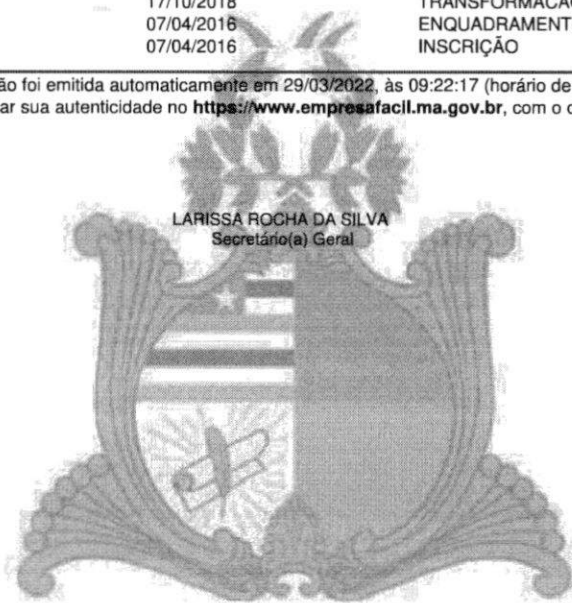 17/10/2018 TRANSFORMACAO
07/04/2016 ENQUADRAMENT
07/04/2016 INSCRIÇÃO
ão foi emitida automaticamente em 29/03/2022, às 09:22:17 (horário de
ar sua autenticidade no https://www.empresafacil.ma.gov.br, com o c
LARISSA ROCHA DA SILVA
Secretário(a) Geral